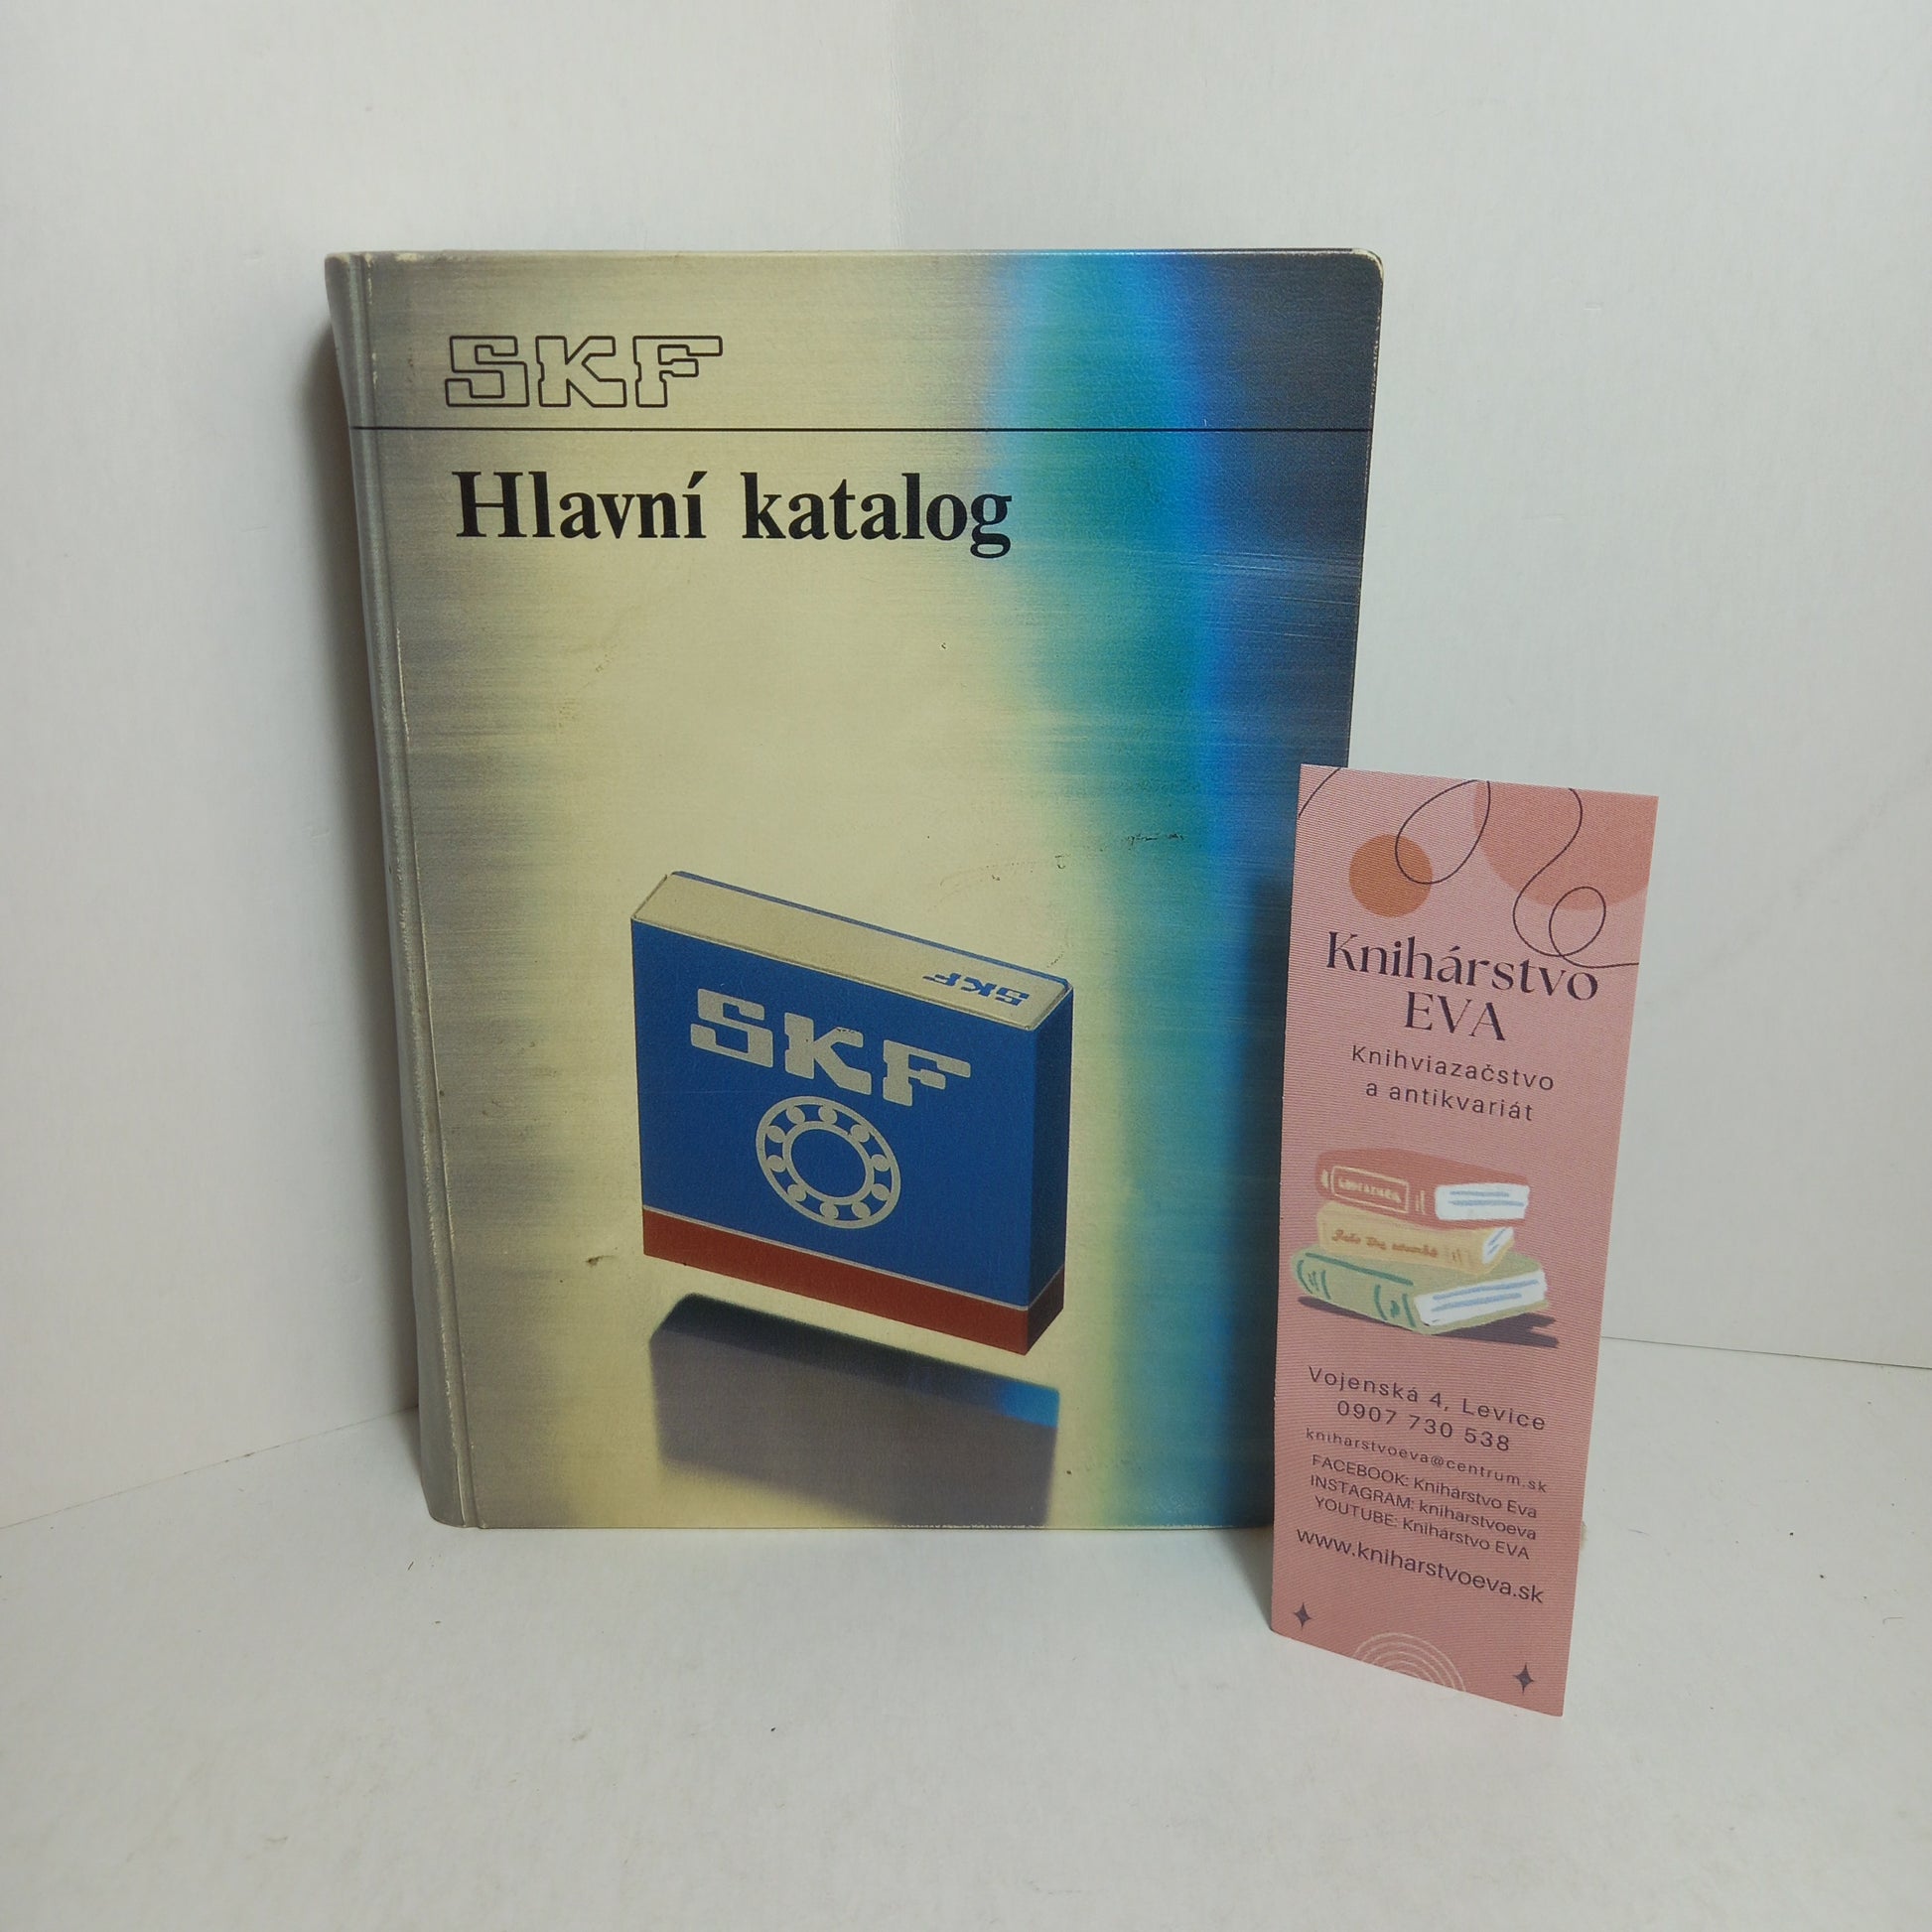 SKF
Hlavní katalog
SKF
SKF
Knihárstvo
EVA
Knihviazačstvo
a antikvariát
Vojenská 4, Levice
0907 730 538
kniharstvoeva@centrum.sk
FACEBOOK: Knihárstvo Eva
INSTAGRAM: kniharstvoeva
YOUTUBE: Knihárstvo EVA
www.kniharstvoeva.sk